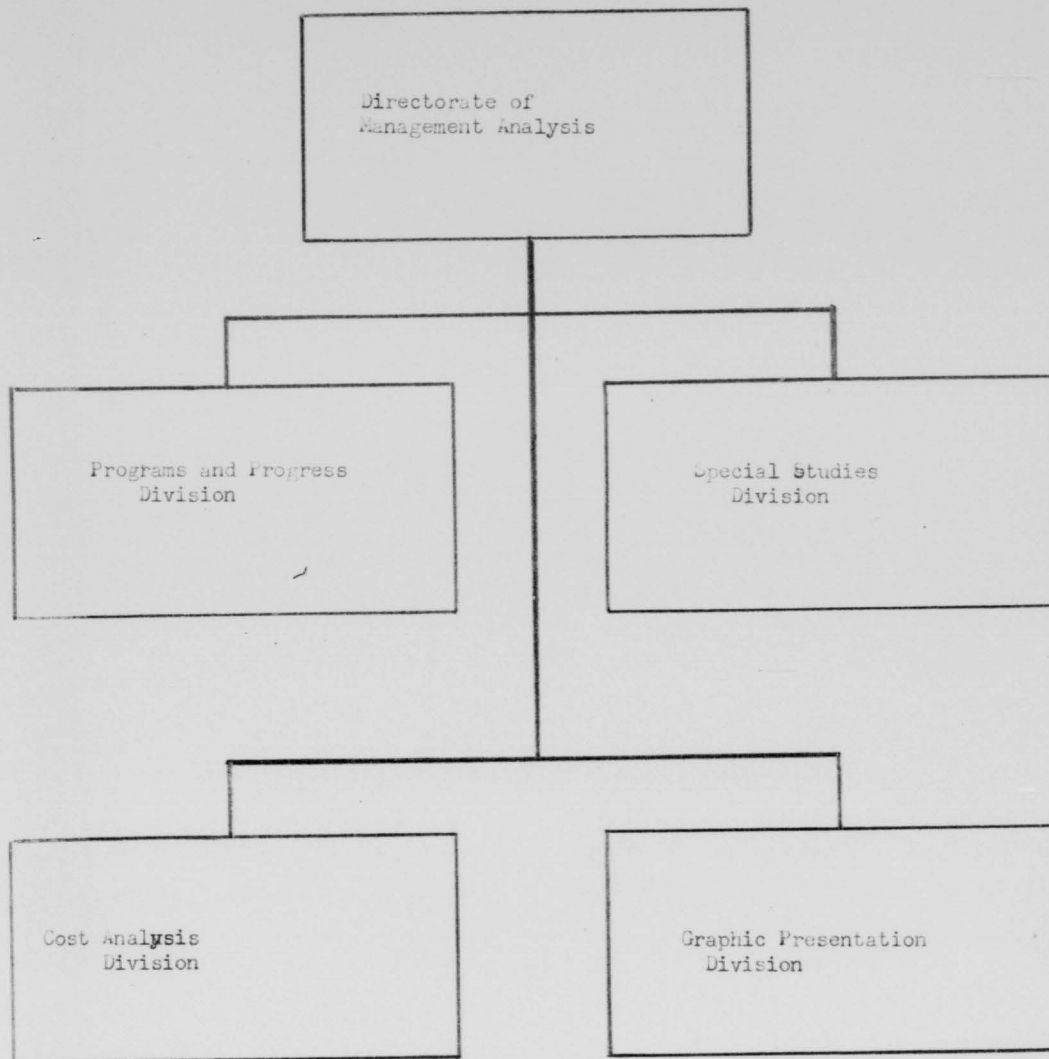 Directorate of
Management Analysis
Programs and Progress
Division
Special Studies
Division
Cost Analysis
Division
Graphic Presentation
Division